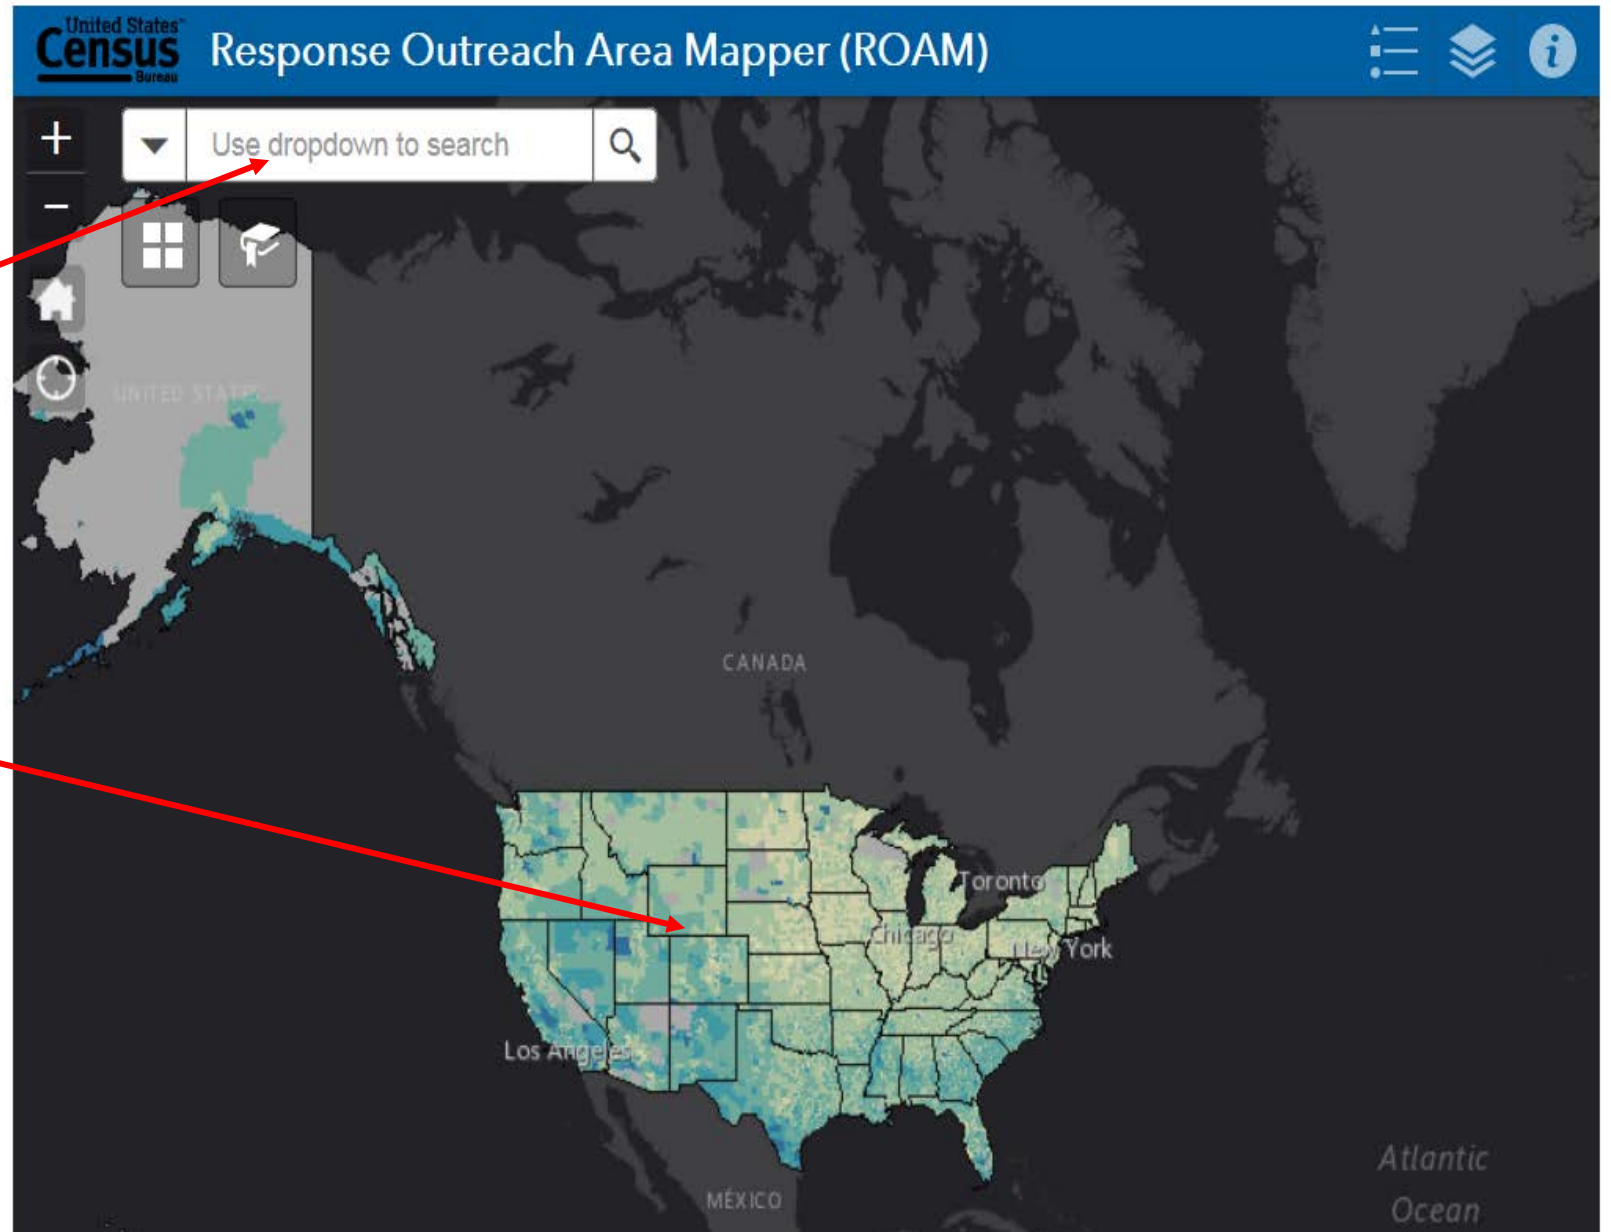 United States™
Census
Bureau
Response Outreach Area Mapper (ROAM)
Use dropdown to search
UNITED STATES
CANADA
Toronto
Chicago
New York
Los Angeles
MÉXICO
Atlantic
Ocean